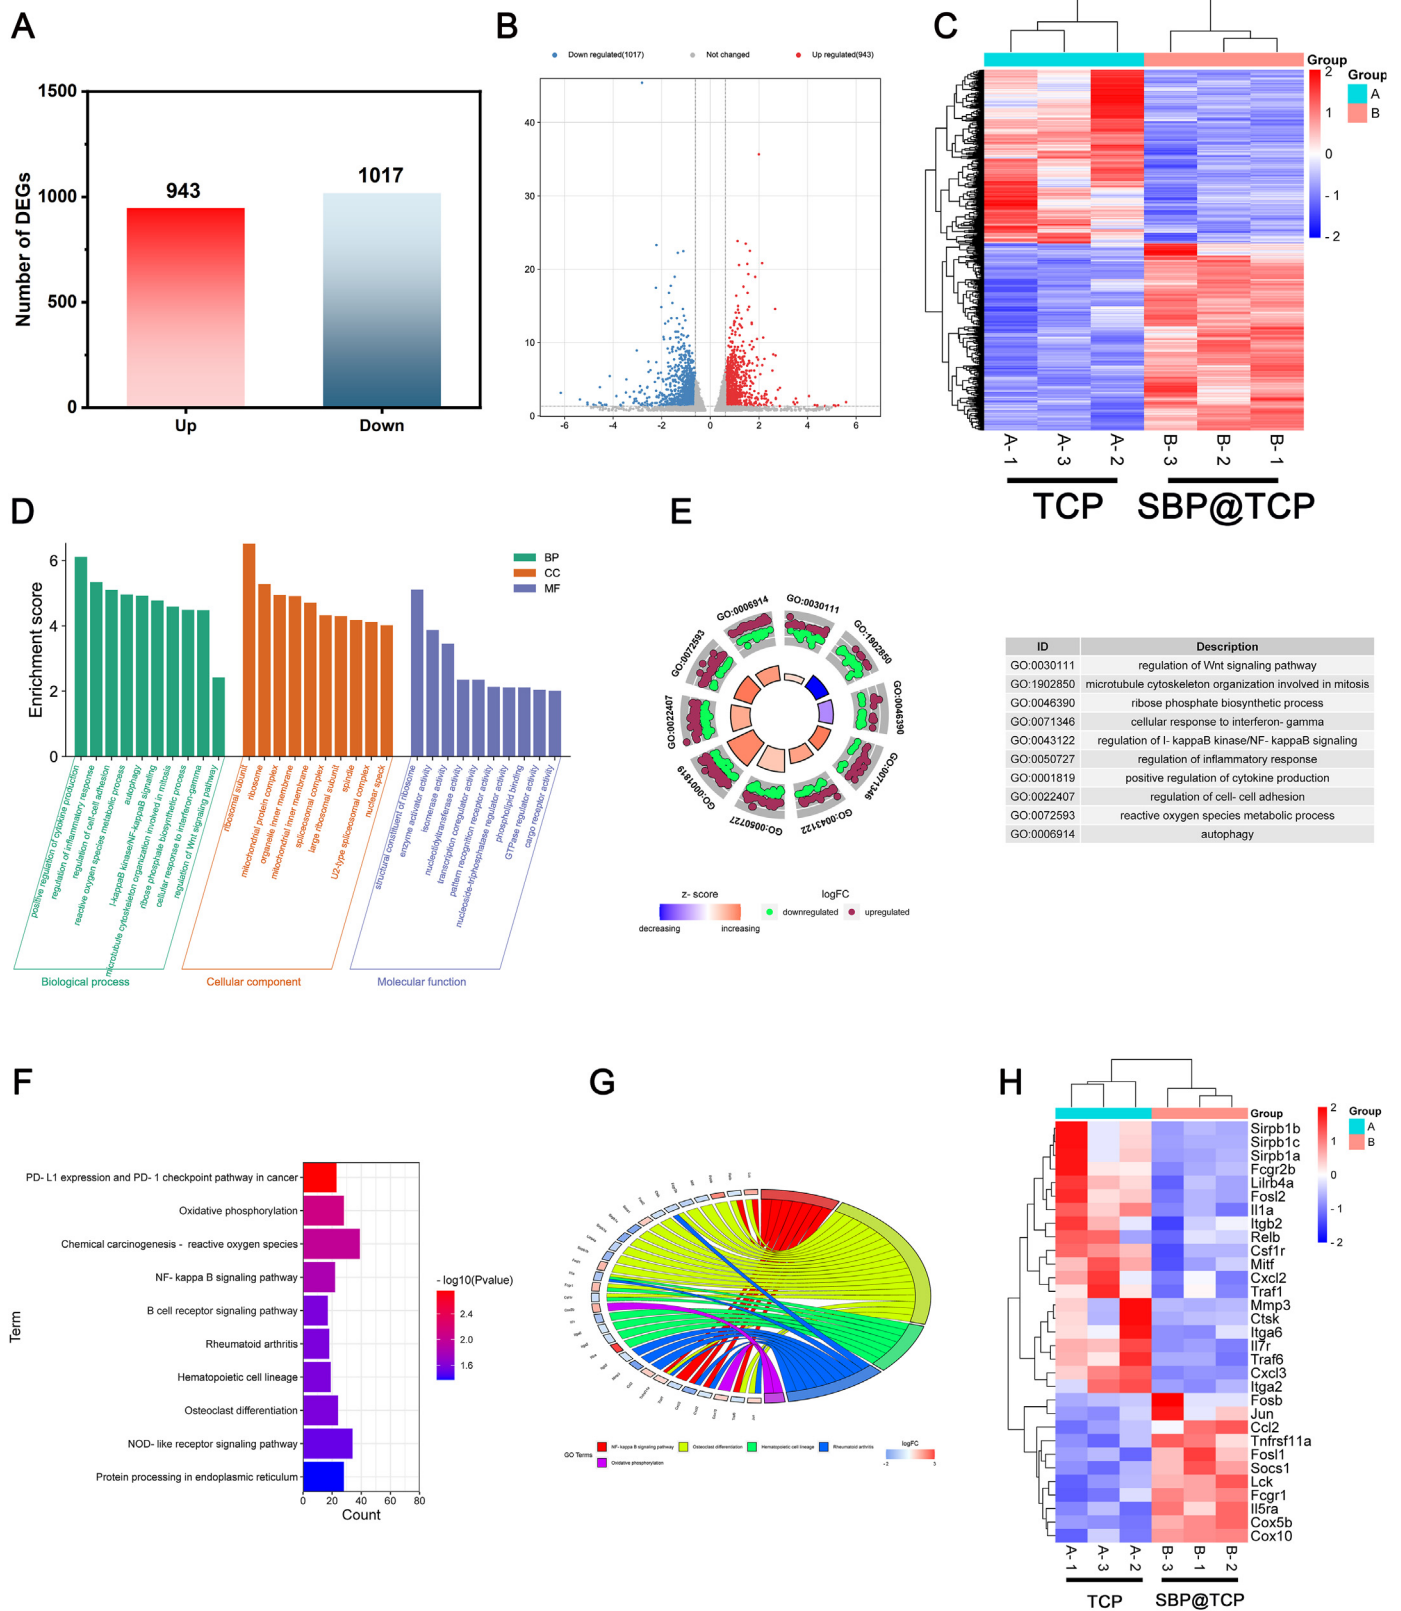 A
Number of DEGs
1500
1000
500
0
943
1017
Up
Down
B
Down regulated(1017)
Not changed
Up regulated(943)
40
30
20
10
0
-6
-4
-2
0
2
4
6
C
Group
2
1
0
- 1
- 2
Group
A
B
A- 1
A- 3
A- 2
B- 3
B- 2
B- 1
TCP
SBP@TCP
D
Enrichment score
6
4
2
0
BP
CC
MF
positive regulation of cytokine production
regulation of inflammatory response
regulation of cell-cell adhesion
reactive oxygen species metabolic process
autophagy
I-kappaB kinase/NF-kappaB signaling
microtubule cytoskeleton organization involved in mitosis
ribose phosphate biosynthetic process
cellular response to interferon-gamma
regulation of Wnt signaling pathway
ribosomal subunit
ribosome
mitochondrial protein complex
organelle inner membrane
mitochondrial inner membrane
spliceosomal complex
large ribosomal subunit
spindle
U2-type spliceosomal complex
nuclear speck
structural constituent of ribosome
enzyme activator activity
isomerase activity
nucleotidyltransferase activity
transcription coregulator activity
pattern recognition receptor activity
nucleoside-triphosphatase regulator activity
phospholipid binding
GTPase regulator activity
cargo receptor activity
Biological process
Cellular component
Molecular function
E
GO:0030111
GO:1902850
GO:0046390
GO:0071346
GO:0043122
GO:0050727
GO:0001819
GO:0022407
GO:0072593
GO:0006914
z- score
decreasing
increasing
logFC
downregulated
upregulated
ID Description
GO:0030111 regulation of Wnt signaling pathway
GO:1902850 microtubule cytoskeleton organization involved in mitosis
GO:0046390 ribose phosphate biosynthetic process
GO:0071346 cellular response to interferon- gamma
GO:0043122 regulation of I- kappaB kinase/NF- kappaB signaling
GO:0050727 regulation of inflammatory response
GO:0001819 positive regulation of cytokine production
GO:0022407 regulation of cell- cell adhesion
GO:0072593 reactive oxygen species metabolic process
GO:0006914 autophagy
F
Term
PD- L1 expression and PD- 1 checkpoint pathway in cancer
Oxidative phosphorylation
Chemical carcinogenesis - reactive oxygen species
NF- kappa B signaling pathway
B cell receptor signaling pathway
Rheumatoid arthritis
Hematopoietic cell lineage
Osteoclast differentiation
NOD- like receptor signaling pathway
Protein processing in endoplasmic reticulum
0
20
40
60
80
Count
- log10(Pvalue)
2.4
2.0
1.6
G
GO Terms
NF- kappa B signaling pathway
Osteoclast differentiation
Hematopoietic cell lineage
Rheumatoid arthritis
Oxidative phosphorylation
logFC
- 2
3
H
Group
Sirpb1b
Sirpb1c
Sirpb1a
Fcgr2b
Lilrb4a
Fosl2
Il1a
Itgb2
Relb
Csf1r
Mitf
Cxcl2
Traf1
Mmp3
Ctsk
Itga6
Il7r
Traf6
Cxcl3
Itga2
Fosb
Jun
Ccl2
Tnfrsf11a
Fosl1
Socs1
Lck
Fcgr1
Il5ra
Cox5b
Cox10
2
1
0
- 1
- 2
Group
A
B
A- 1
A- 3
A- 2
B- 3
B- 1
B- 2
TCP
SBP@TCP